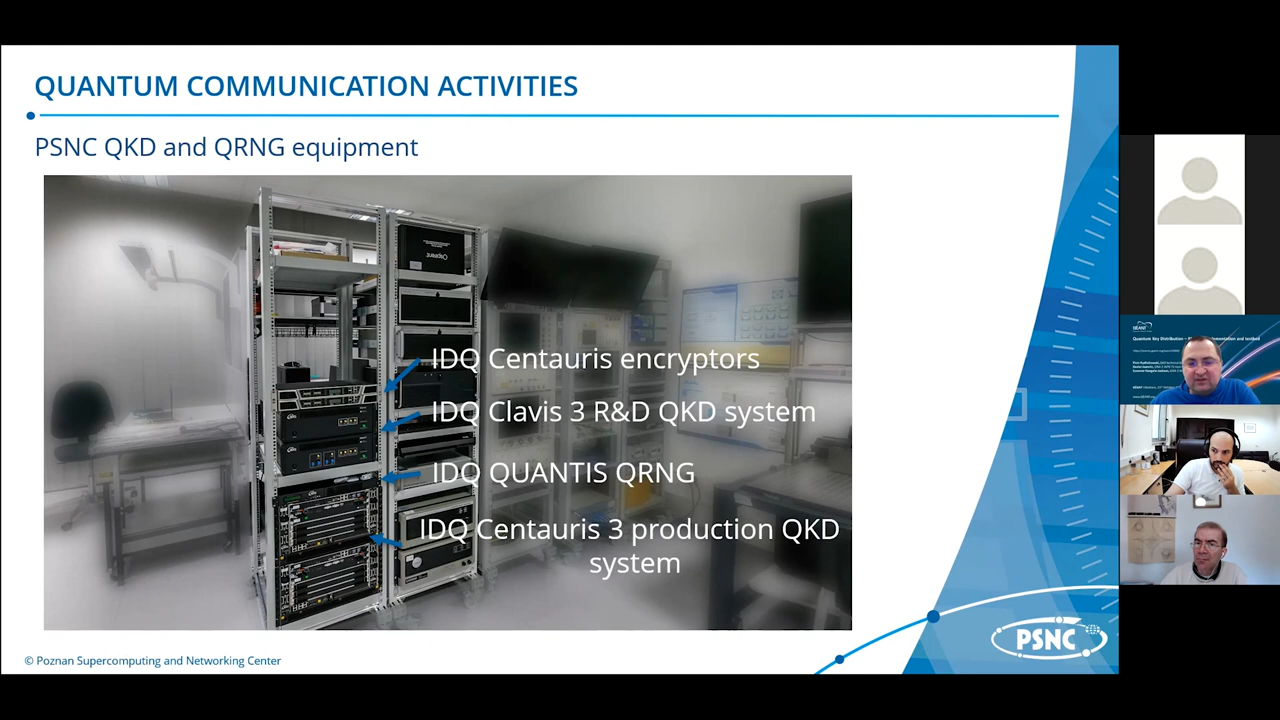 QUANTUM COMMUNICATION ACTIVITIES
PSNC QKD and QRNG equipment
IDQ Centauris encryptors
IDQ Clavis 3 R&D QKD system
IDQ QUANTIS QRNG
IDQ Centauris 3 production QKD
system
© Poznan Supercomputing and Networking Center
PSNC
GÉANT